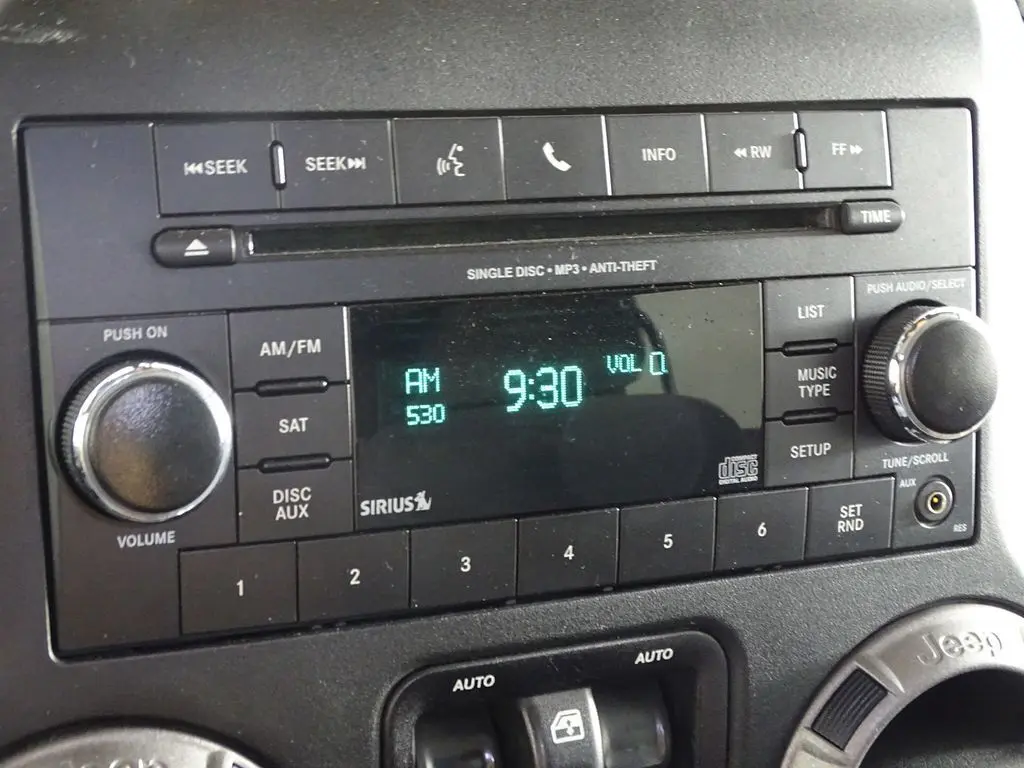 SEEK
SEEK
INFO
RW
FF
TIME
SINGLE DISC • MP3 • ANTI-THEFT
PUSH ON
AM/FM
SAT
DISC
AUX
VOLUME
AM
530
9:30
VOL 0
SIRIUS
COMPACT
disc
DIGITAL AUDIO
LIST
MUSIC
TYPE
SETUP
PUSH AUDIO/SELECT
TUNE/SCROLL
AUX
RES
1
2
3
4
5
6
SET
RND
AUTO
AUTO
Jeep
Jeep